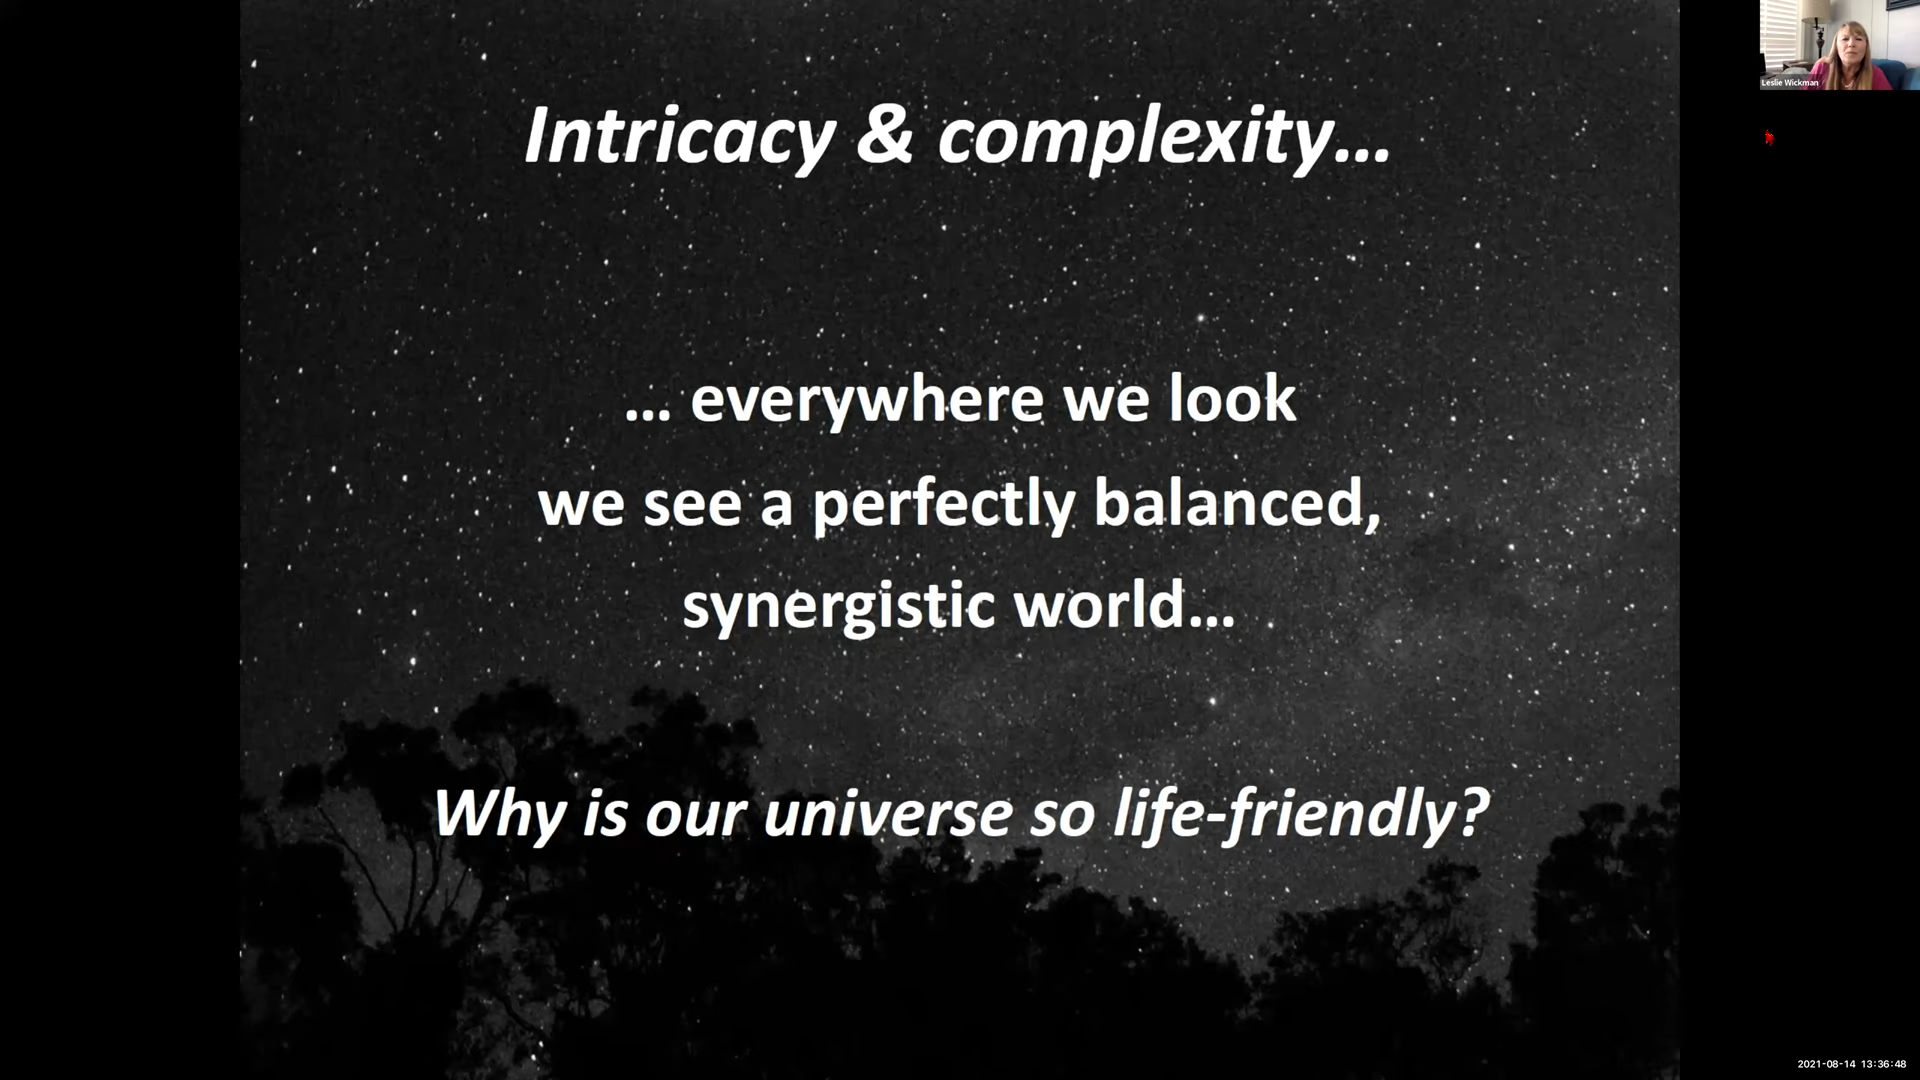 Intricacy & complexity...
... everywhere we look
we see a perfectly balanced,
synergistic world...
Why is our universe so life-friendly?
Leslie Wickman
2021-08-14 13:36:48